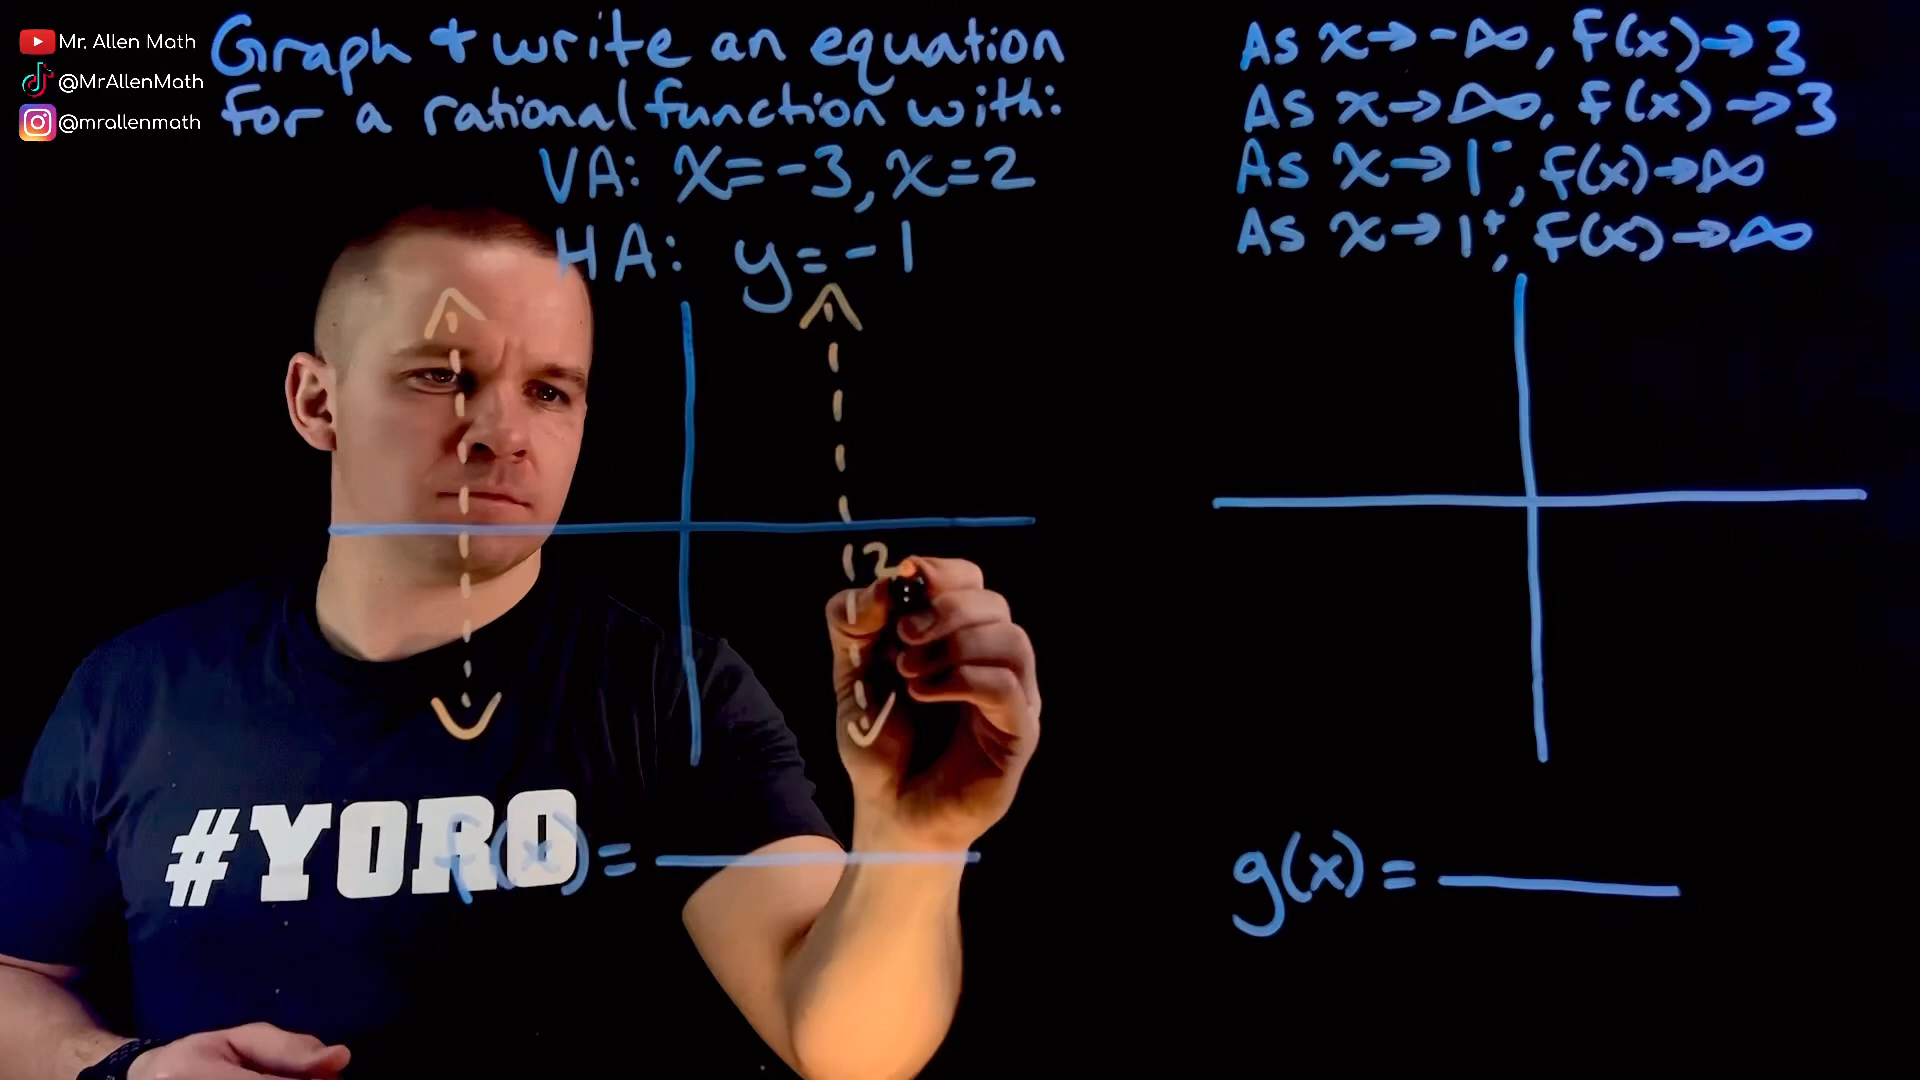 Mr. Allen Math
@MrAllenMath
@mrallenmath
Graph + write an equation
for a rational function with:
VA: x=-3, x=2
HA: y=-1
12
f(x)=
#YORO
As x→-∞, f(x)→3
As x→∞, f(x)→3
As x→1⁻, f(x)→∞
As x→1⁺, f(x)→∞
g(x)=